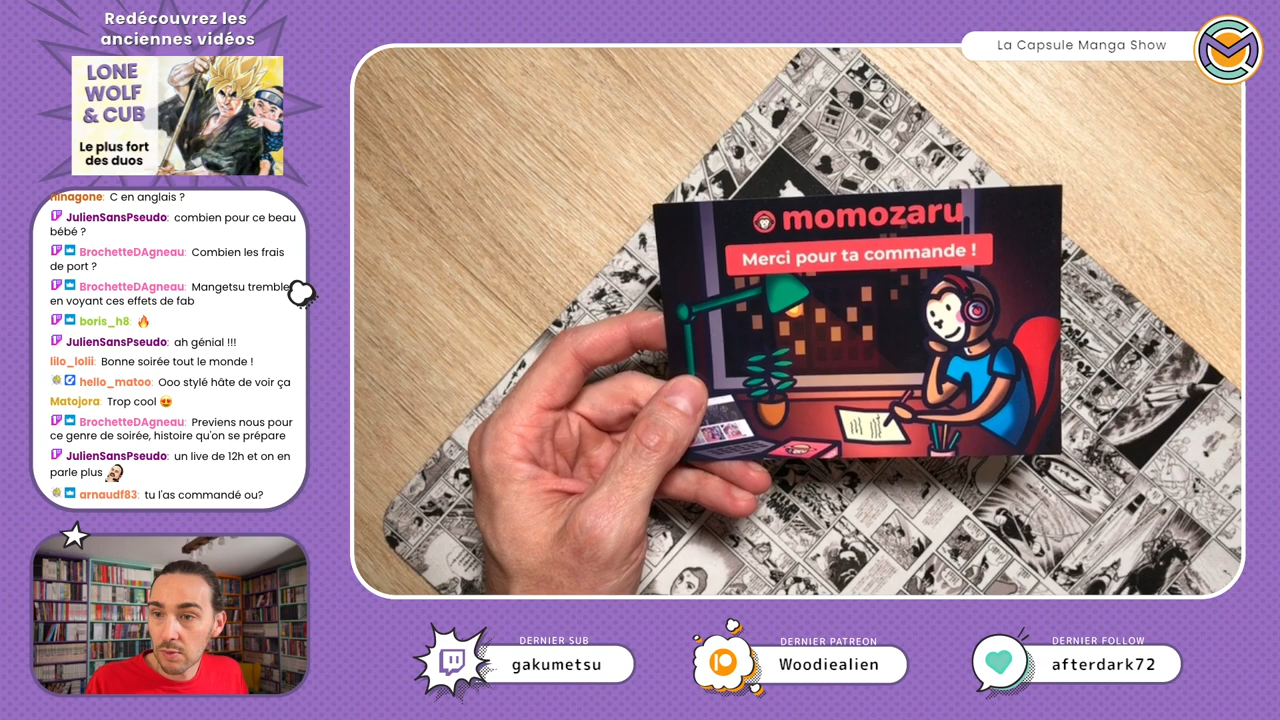 Redécouvrez les
anciennes vidéos
LONE
WOLF
& CUB
Le plus fort
des duos
ninagone: C en anglais ?
JulienSansPseudo: combien pour ce beau
bébé ?
BrochetteDAgneau: Combien les frais
de port ?
BrochetteDAgneau: Mangetsu tremble
en voyant ces effets de fab
boris_h8: 🔥
JulienSansPseudo: ah génial !!!
lilo_lolii: Bonne soirée tout le monde !
hello_matoo: Ooo stylé hâte de voir ça
Matojora: Trop cool 😍
BrochetteDAgneau: Previens nous pour
ce genre de soirée, histoire qu'on se prépare
JulienSansPseudo: un live de 12h et on en
parle plus
arnaudf83: tu l'as commandé ou?
La Capsule Manga Show
momozaru
Merci pour ta commande !
DERNIER SUB
gakumetsu
DERNIER PATREON
Woodiealien
DERNIER FOLLOW
afterdark72